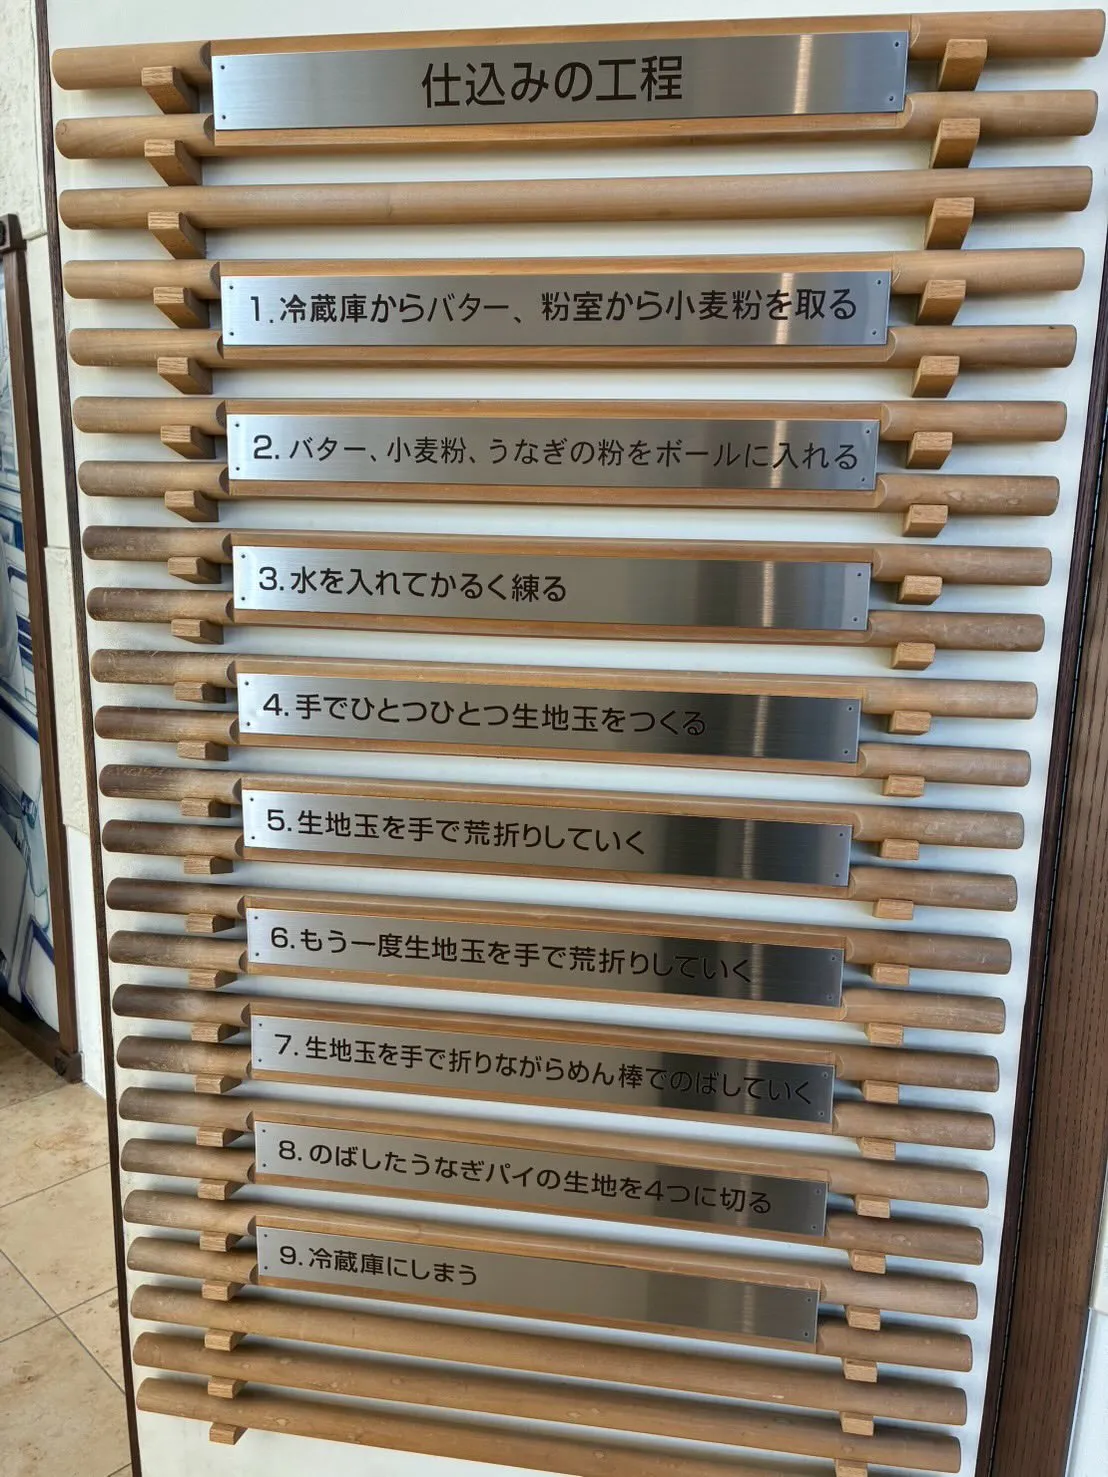 仕込みの工程
1.冷蔵庫からバター、粉室から小麦粉を取る
2.バター、小麦粉、うなぎの粉をボールに入れる
3.水を入れてかるく練る
4.手でひとつひとつ生地玉をつくる
5.生地玉を手で荒折りしていく
6.もう一度生地玉を手で荒折りしていく
7.生地玉を手で折りながらめん棒でのばしていく
8.のばしたうなぎパイの生地を4つに切る
9.冷蔵庫にしまう